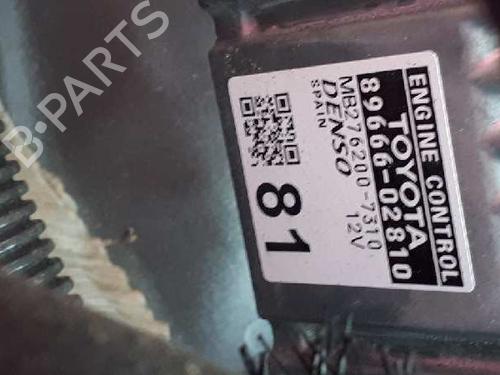 ENGINE CONTROL
TOYOTA
89666-02810
MB276200-7310
12V
DENSO
SPAIN
81
B-PARTS